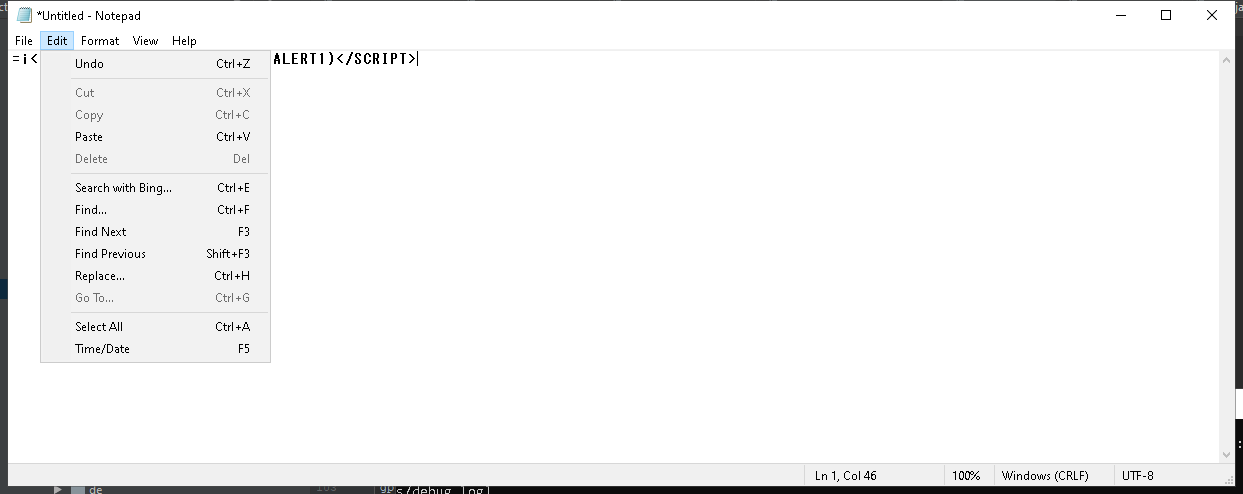 *Untitled - Notepad
File Edit Format View Help
=i< ALERT1)</SCRIPT>
Undo Ctrl+Z
Cut Ctrl+X
Copy Ctrl+C
Paste Ctrl+V
Delete Del
Search with Bing... Ctrl+E
Find... Ctrl+F
Find Next F3
Find Previous Shift+F3
Replace... Ctrl+H
Go To... Ctrl+G
Select All Ctrl+A
Time/Date F5
Ln 1, Col 46 100% Windows (CRLF) UTF-8
de